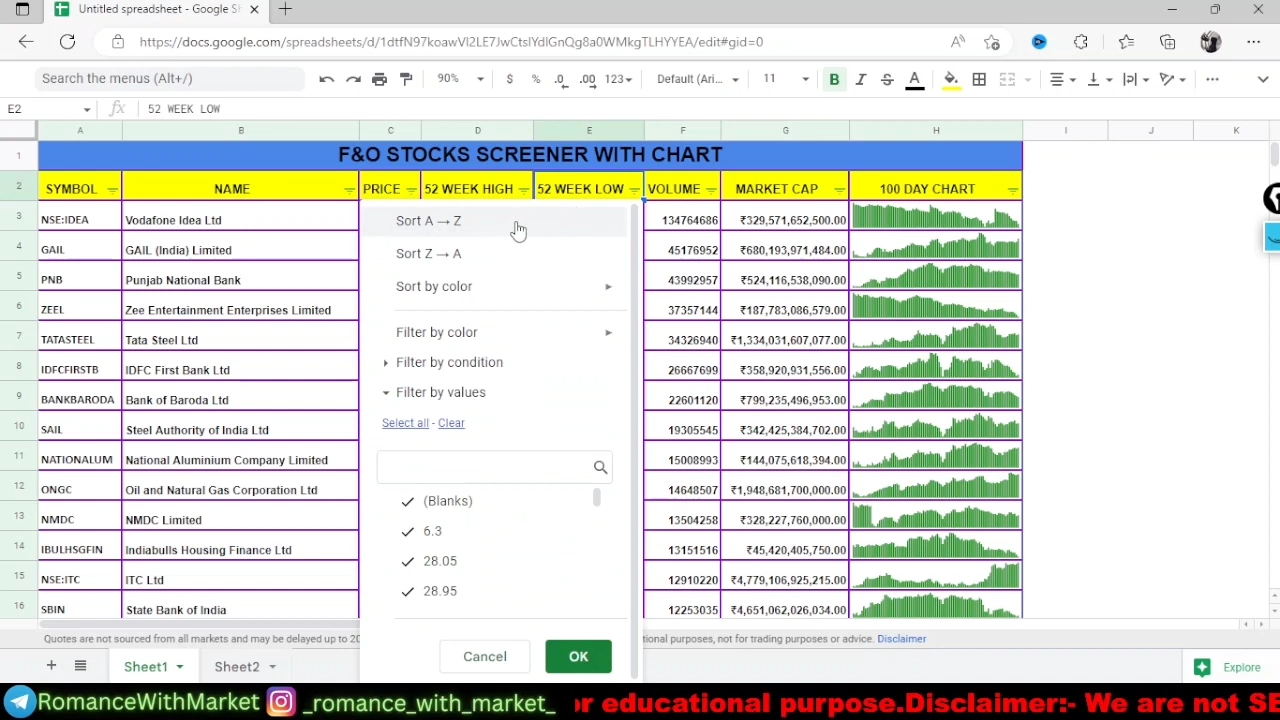 Untitled spreadsheet - Google Sh
https://docs.google.com/spreadsheets/d/1dtfN97koawVI2LE7JwCtslYdlGnQg8a0WMkgTLHYYEA/edit#gid=0
Search the menus (Alt+/) 90% $ % .0 .00 123 Default (Ari... 11 B I S A
E2 fx 52 WEEK LOW
A B C D E F G H I J K
1 F&O STOCKS SCREENER WITH CHART
2 SYMBOL NAME PRICE 52 WEEK HIGH 52 WEEK LOW VOLUME MARKET CAP 100 DAY CHART
3 NSE:IDEA Vodafone Idea Ltd 134764686 ₹329,571,652,500.00
4 GAIL GAIL (India) Limited 45176952 ₹680,193,971,484.00
5 PNB Punjab National Bank 43992957 ₹524,116,538,090.00
6 ZEEL Zee Entertainment Enterprises Limited 37357144 ₹187,783,086,579.00
7 TATASTEEL Tata Steel Ltd 34326940 ₹1,334,031,607,077.00
8 IDFCFIRSTB IDFC First Bank Ltd 26667699 ₹358,920,931,556.00
9 BANKBARODA Bank of Baroda Ltd 22601120 ₹799,235,496,953.00
10 SAIL Steel Authority of India Ltd 19305545 ₹342,425,384,702.00
11 NATIONALUM National Aluminium Company Limited 15008993 ₹144,075,618,394.00
12 ONGC Oil and Natural Gas Corporation Ltd 14648507 ₹1,948,681,700,000.00
13 NMDC NMDC Limited 13504258 ₹328,227,760,000.00
14 IBULHSGFIN Indiabulls Housing Finance Ltd 13151516 ₹45,420,405,750.00
15 NSE:ITC ITC Ltd 12910220 ₹4,779,106,925,215.00
16 SBIN State Bank of India 12253035 ₹4,651,062,026,034.00
Sort A → Z
Sort Z → A
Sort by color
Filter by color
Filter by condition
Filter by values
Select all - Clear
(Blanks)
6.3
28.05
28.95
Cancel OK
Quotes are not sourced from all markets and may be delayed up to 20 tional purposes, not for trading purposes or advice. Disclaimer
Sheet1 Sheet2 Explore
RomanceWithMarket _romance_with_market_ or educational purpose.Disclaimer:- We are not SE